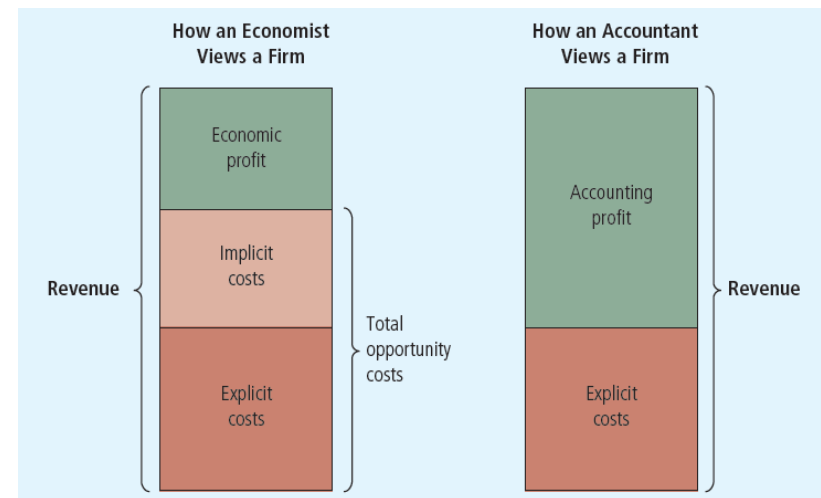 How an Economist
Views a Firm
How an Accountant
Views a Firm
Economic
profit
Implicit
costs
Explicit
costs
Revenue
Total
opportunity
costs
Accounting
profit
Explicit
costs
Revenue